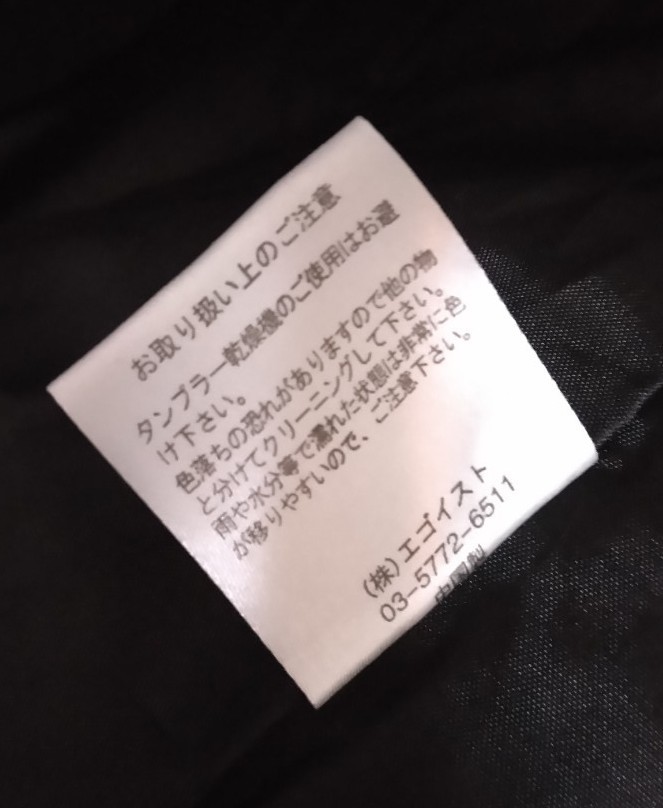 お取り扱い上のご注意
タンブラー乾燥機のご使用はお避
け下さい。
色落ちの恐れがありますので他の物
と分けてクリーニングして下さい。
雨や水分等で濡れた状態は非常に色
が移りやすいので、ご注意下さい。
(株)エゴイスト
03-5772-6511
中国製